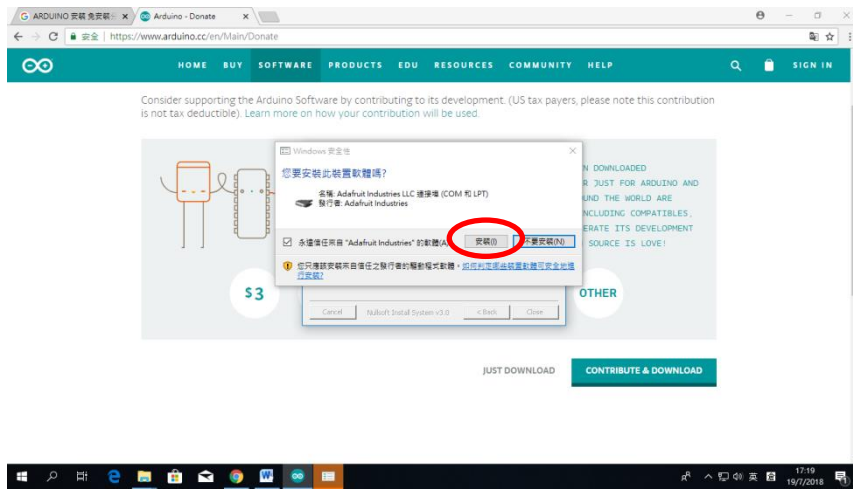 ARDUINO 安裝 免安裝
Arduino - Donate
安全 | https://www.arduino.cc/en/Main/Donate
HOME BUY SOFTWARE PRODUCTS EDU RESOURCES COMMUNITY HELP SIGN IN
Consider supporting the Arduino Software by contributing to its development. (US tax payers, please note this contribution
is not tax deductible). Learn more on how your contribution will be used.
Windows 安全性
您要安裝此裝置軟體嗎?
名稱: Adafruit Industries LLC 連接埠 (COM 和 LPT)
發行者: Adafruit Industries
永遠信任來自 "Adafruit Industries" 的軟體(A)
安裝(I)
不要安裝(N)
您只應該安裝來自信任之發行者的驅動程式軟體。如何判定哪些裝置軟體可安全地進
行安裝?
N DOWNLOADED
R JUST FOR ARDUINO AND
UND THE WORLD ARE
NCLUDING COMPATIBLES,
ERATE ITS DEVELOPMENT
SOURCE IS LOVE!
$3
OTHER
Cancel Nullsoft Install System v3.0 < Back Close
JUST DOWNLOAD
CONTRIBUTE & DOWNLOAD
英
17:19
19/7/2018